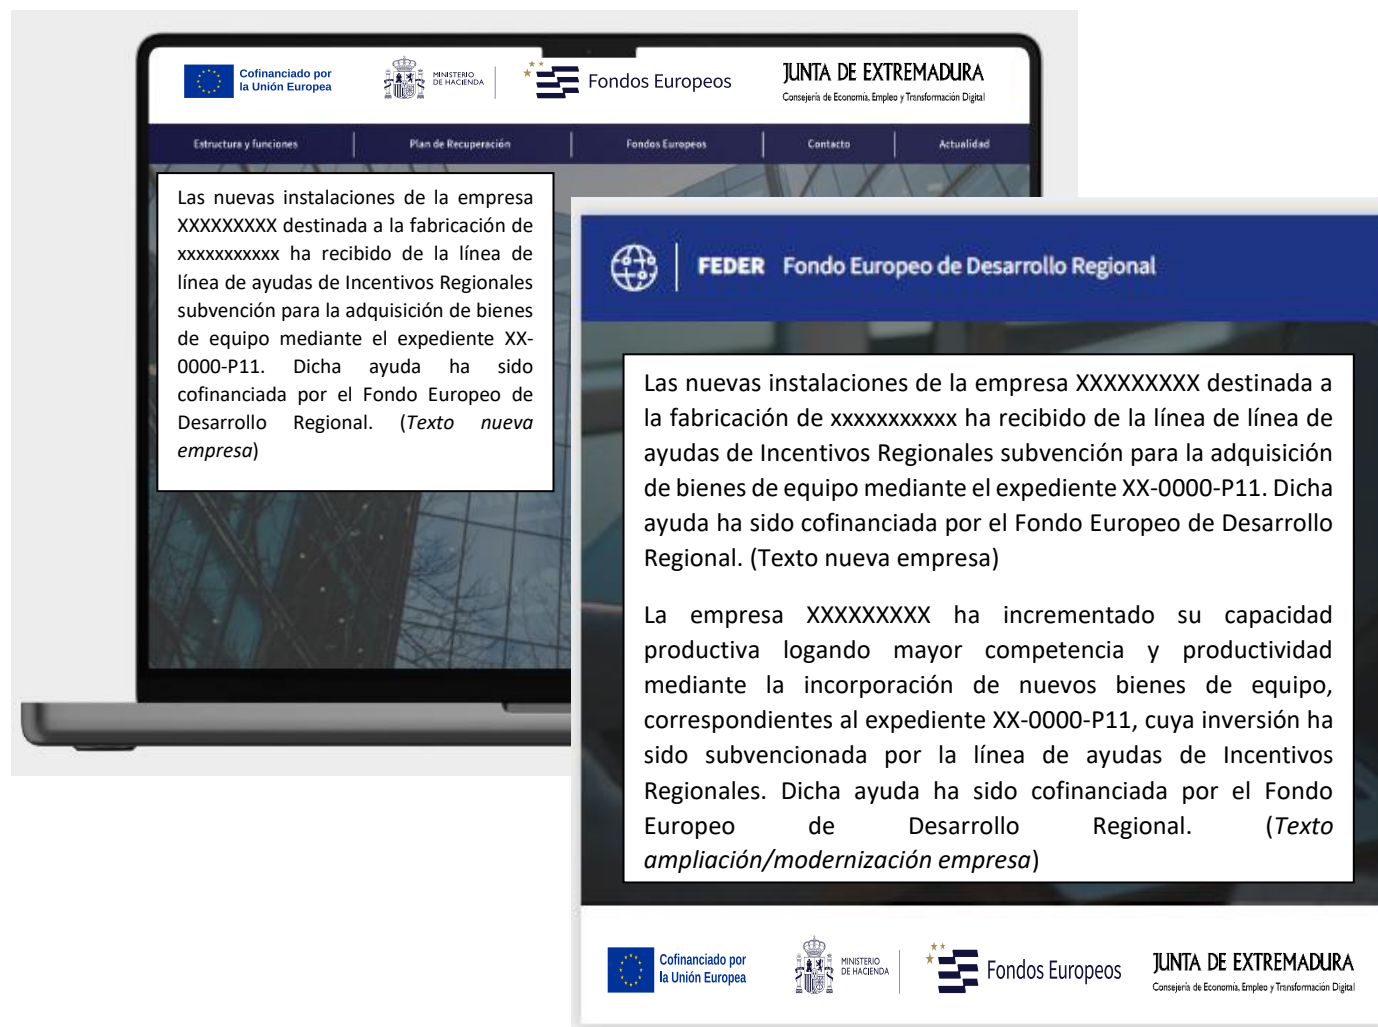 Cofinanciado por
la Unión Europea
MINISTERIO
DE HACIENDA
Fondos Europeos
JUNTA DE EXTREMADURA
Consejería de Economía, Empleo y Transformación Digital
Estructura y funciones
Plan de Recuperación
Fondos Europeos
Contacto
Actualidad
Las nuevas instalaciones de la empresa
XXXXXXXXX destinada a la fabricación de
xxxxxxxxxxx ha recibido de la línea de
línea de ayudas de Incentivos Regionales
subvención para la adquisición de bienes
de equipo mediante el expediente XX-
0000-P11. Dicha ayuda ha sido
cofinanciada por el Fondo Europeo de
Desarrollo Regional. (Texto nueva
empresa)
FEDER Fondo Europeo de Desarrollo Regional
Las nuevas instalaciones de la empresa XXXXXXXXX destinada a
la fabricación de xxxxxxxxxxx ha recibido de la línea de línea de
ayudas de Incentivos Regionales subvención para la adquisición
de bienes de equipo mediante el expediente XX-0000-P11. Dicha
ayuda ha sido cofinanciada por el Fondo Europeo de Desarrollo
Regional. (Texto nueva empresa)
La empresa XXXXXXXXX ha incrementado su capacidad
productiva logando mayor competencia y productividad
mediante la incorporación de nuevos bienes de equipo,
correspondientes al expediente XX-0000-P11, cuya inversión ha
sido subvencionada por la línea de ayudas de Incentivos
Regionales. Dicha ayuda ha sido cofinanciada por el Fondo
Europeo de Desarrollo Regional. (Texto
ampliación/modernización empresa)
Cofinanciado por
la Unión Europea
MINISTERIO
DE HACIENDA
Fondos Europeos
JUNTA DE EXTREMADURA
Consejería de Economía, Empleo y Transformación Digital